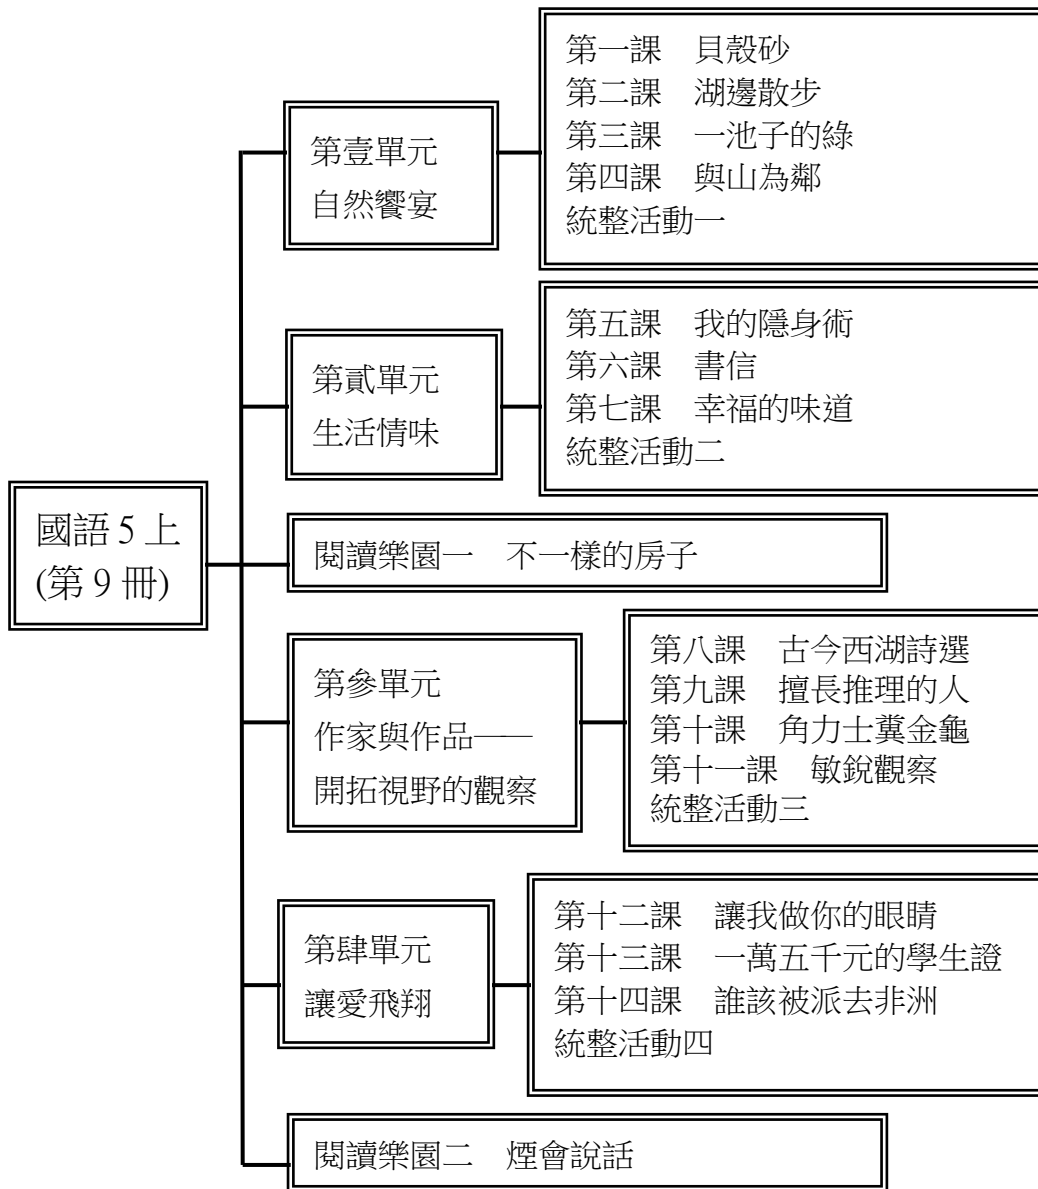 國語 5 上
(第 9 冊)
第壹單元
自然饗宴
第一課　貝殼砂
第二課　湖邊散步
第三課　一池子的綠
第四課　與山為鄰
統整活動一
第貳單元
生活情味
第五課　我的隱身術
第六課　書信
第七課　幸福的味道
統整活動二
閱讀樂園一　不一樣的房子
第參單元
作家與作品——
開拓視野的觀察
第八課　古今西湖詩選
第九課　擅長推理的人
第十課　角力士糞金龜
第十一課　敏銳觀察
統整活動三
第肆單元
讓愛飛翔
第十二課　讓我做你的眼睛
第十三課　一萬五千元的學生證
第十四課　誰該被派去非洲
統整活動四
閱讀樂園二　煙會說話